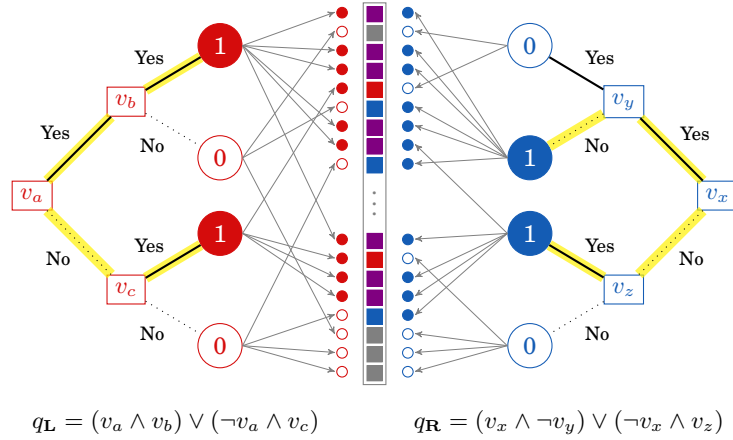 1
0
Yes
Yes
v_b
v_y
Yes
No
No
Yes
0
1
v_a
v_x
⋮
1
1
No
Yes
Yes
No
v_c
v_z
No
No
0
0
q_L = (v_a ∧ v_b) ∨ (¬v_a ∧ v_c)
q_R = (v_x ∧ ¬v_y) ∨ (¬v_x ∧ v_z)